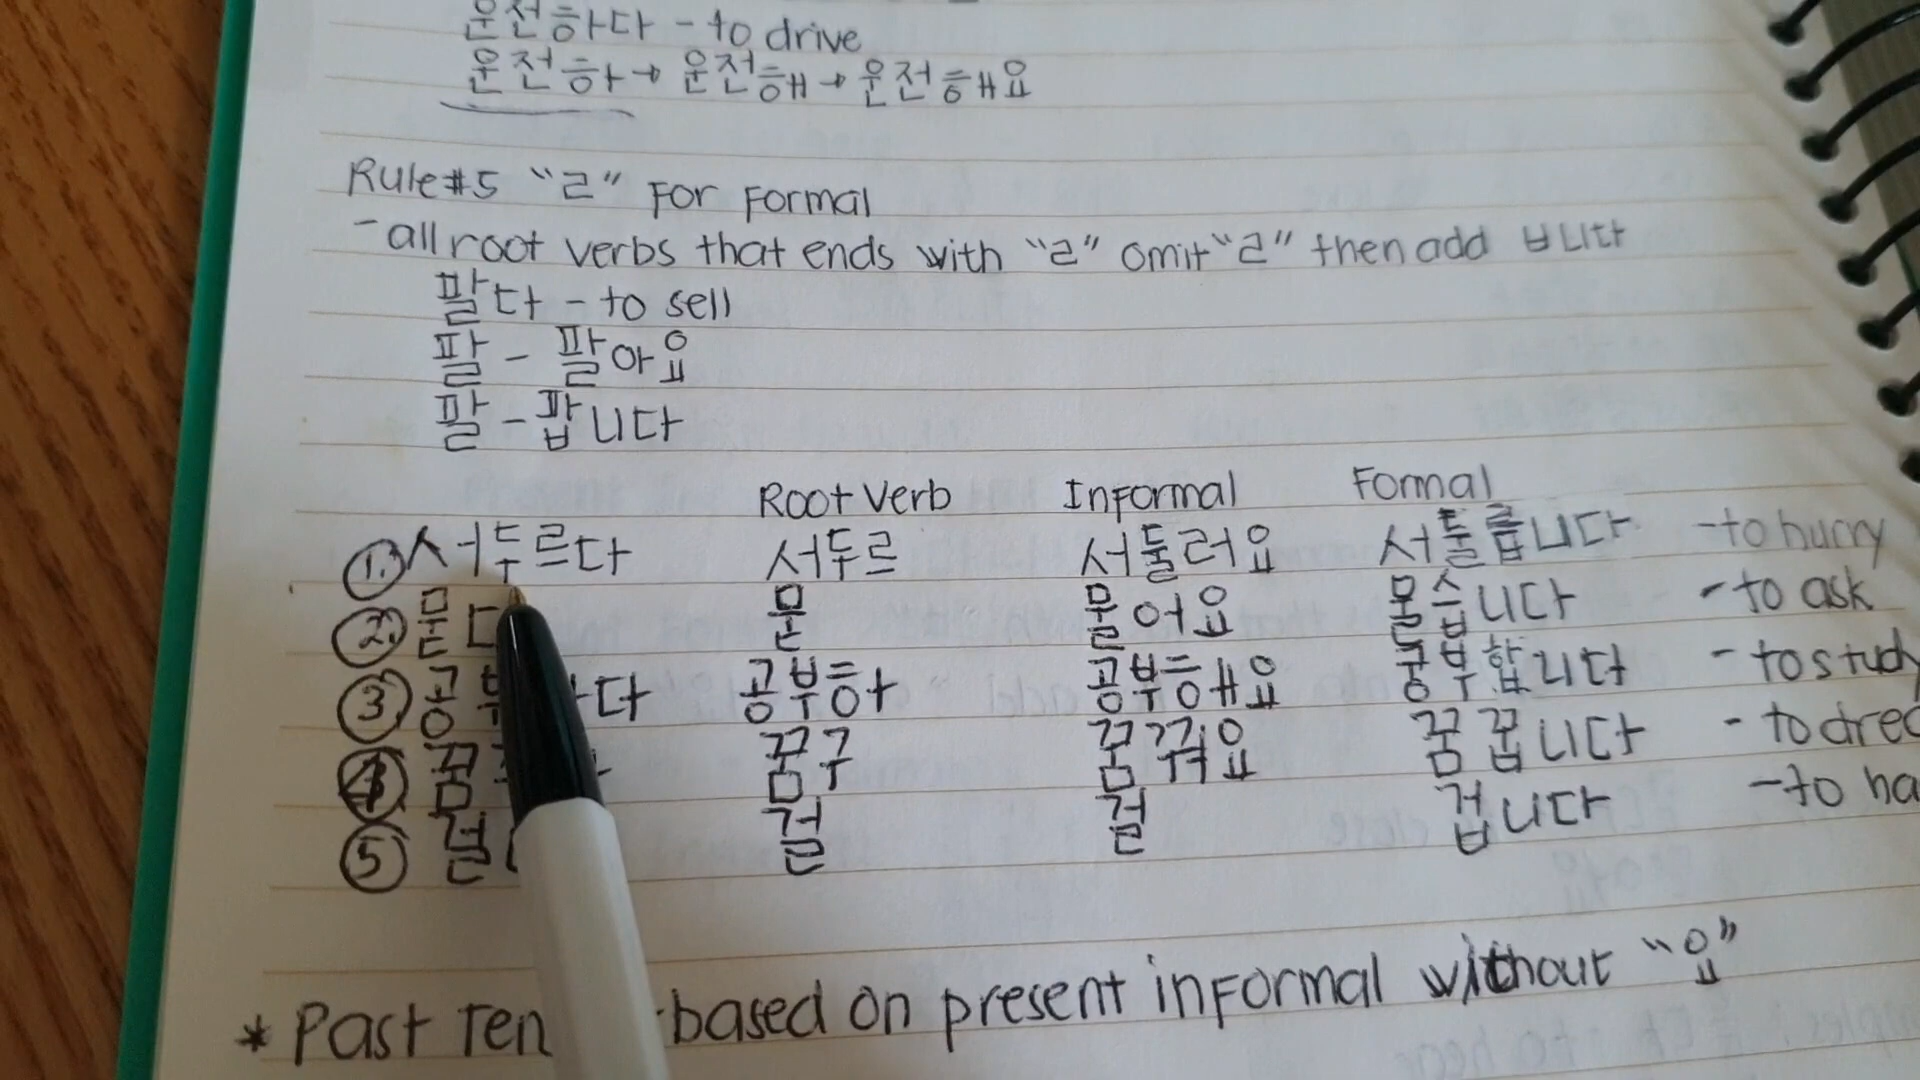 운전하다 - to drive
운전하 → 운전해 → 운전해요
Rule#5 "ㄹ" For Formal
- all root verbs that ends with "ㄹ" omit "ㄹ" then add ㅂ니다
팔다 - to sell
팔 - 팔아요
팔 - 팝니다
Root Verb Informal Formal
1. 서두르다 서두르 서둘러요 서둘릅니다 - to hurry
2. 묻 묻 물어요 묻습니다 - to ask
3. 공부하다 공부하 공부해요 공부합니다 - to study
4 꿈 꿈꾸 꿈꿔요 꿈꿉니다 - to
5 걸 걸 걸 겁니다 - to
* Past Ten based on present informal without "요"